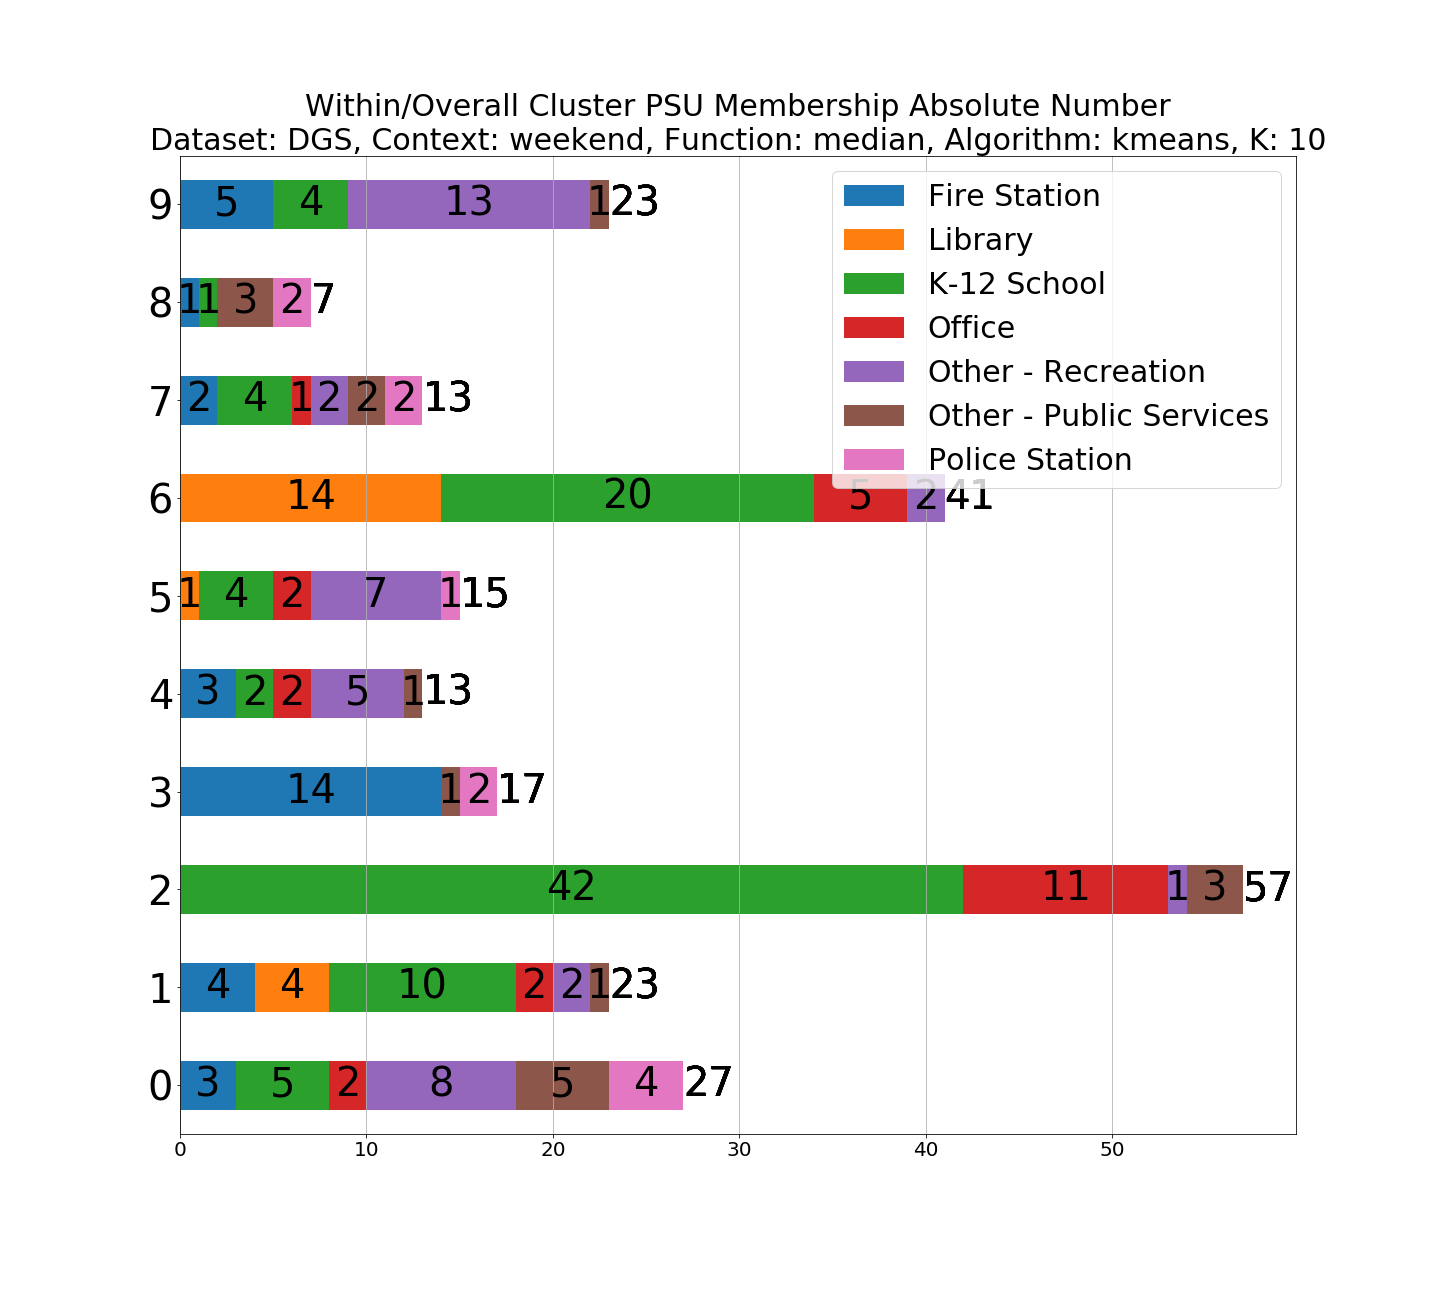 Within/Overall Cluster PSU Membership Absolute Number
Dataset: DGS, Context: weekend, Function: median, Algorithm: kmeans, K: 10
Fire Station
Library
K-12 School
Office
Other - Recreation
Other - Public Services
Police Station
9 5 4 13 1 23
8 1 1 3 2 7
7 2 4 1 2 2 2 13
6 14 20 5 2 41
5 1 4 2 7 1 15
4 3 2 2 5 1 13
3 14 1 2 17
2 42 11 1 3 57
1 4 4 10 2 2 1 23
0 3 5 2 8 5 4 27
0 10 20 30 40 50